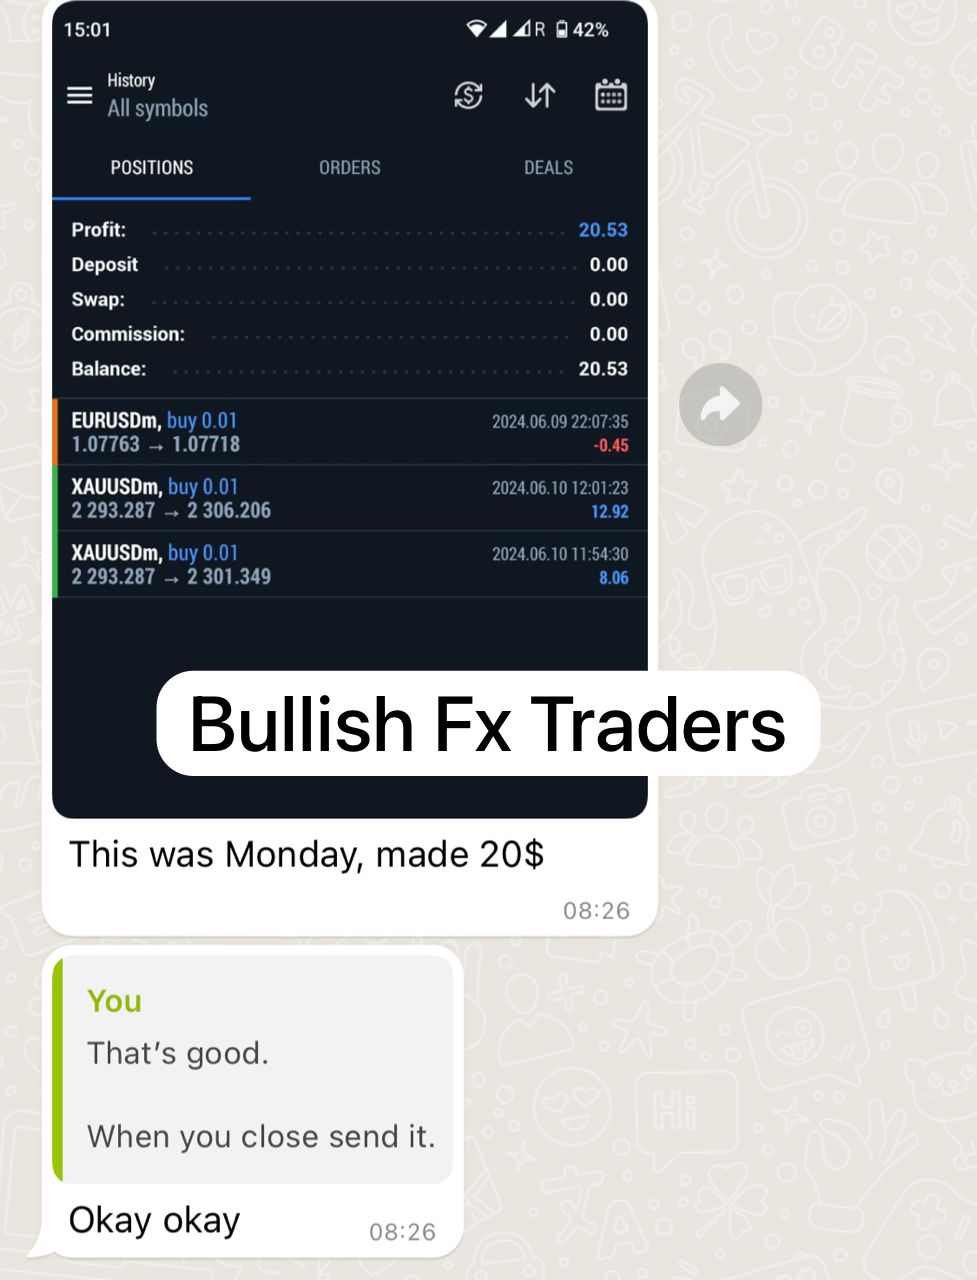 15:01 R 42%
History
All symbols
POSITIONS ORDERS DEALS
Profit: 20.53
Deposit 0.00
Swap: 0.00
Commission: 0.00
Balance: 20.53
EURUSDm, buy 0.01 2024.06.09 22:07:35
1.07763 → 1.07718 -0.45
XAUUSDm, buy 0.01 2024.06.10 12:01:23
2 293.287 → 2 306.206 12.92
XAUUSDm, buy 0.01 2024.06.10 11:54:30
2 293.287 → 2 301.349 8.06
Bullish Fx Traders
This was Monday, made 20$
08:26
You
That's good.
When you close send it.
Okay okay 08:26
Hi